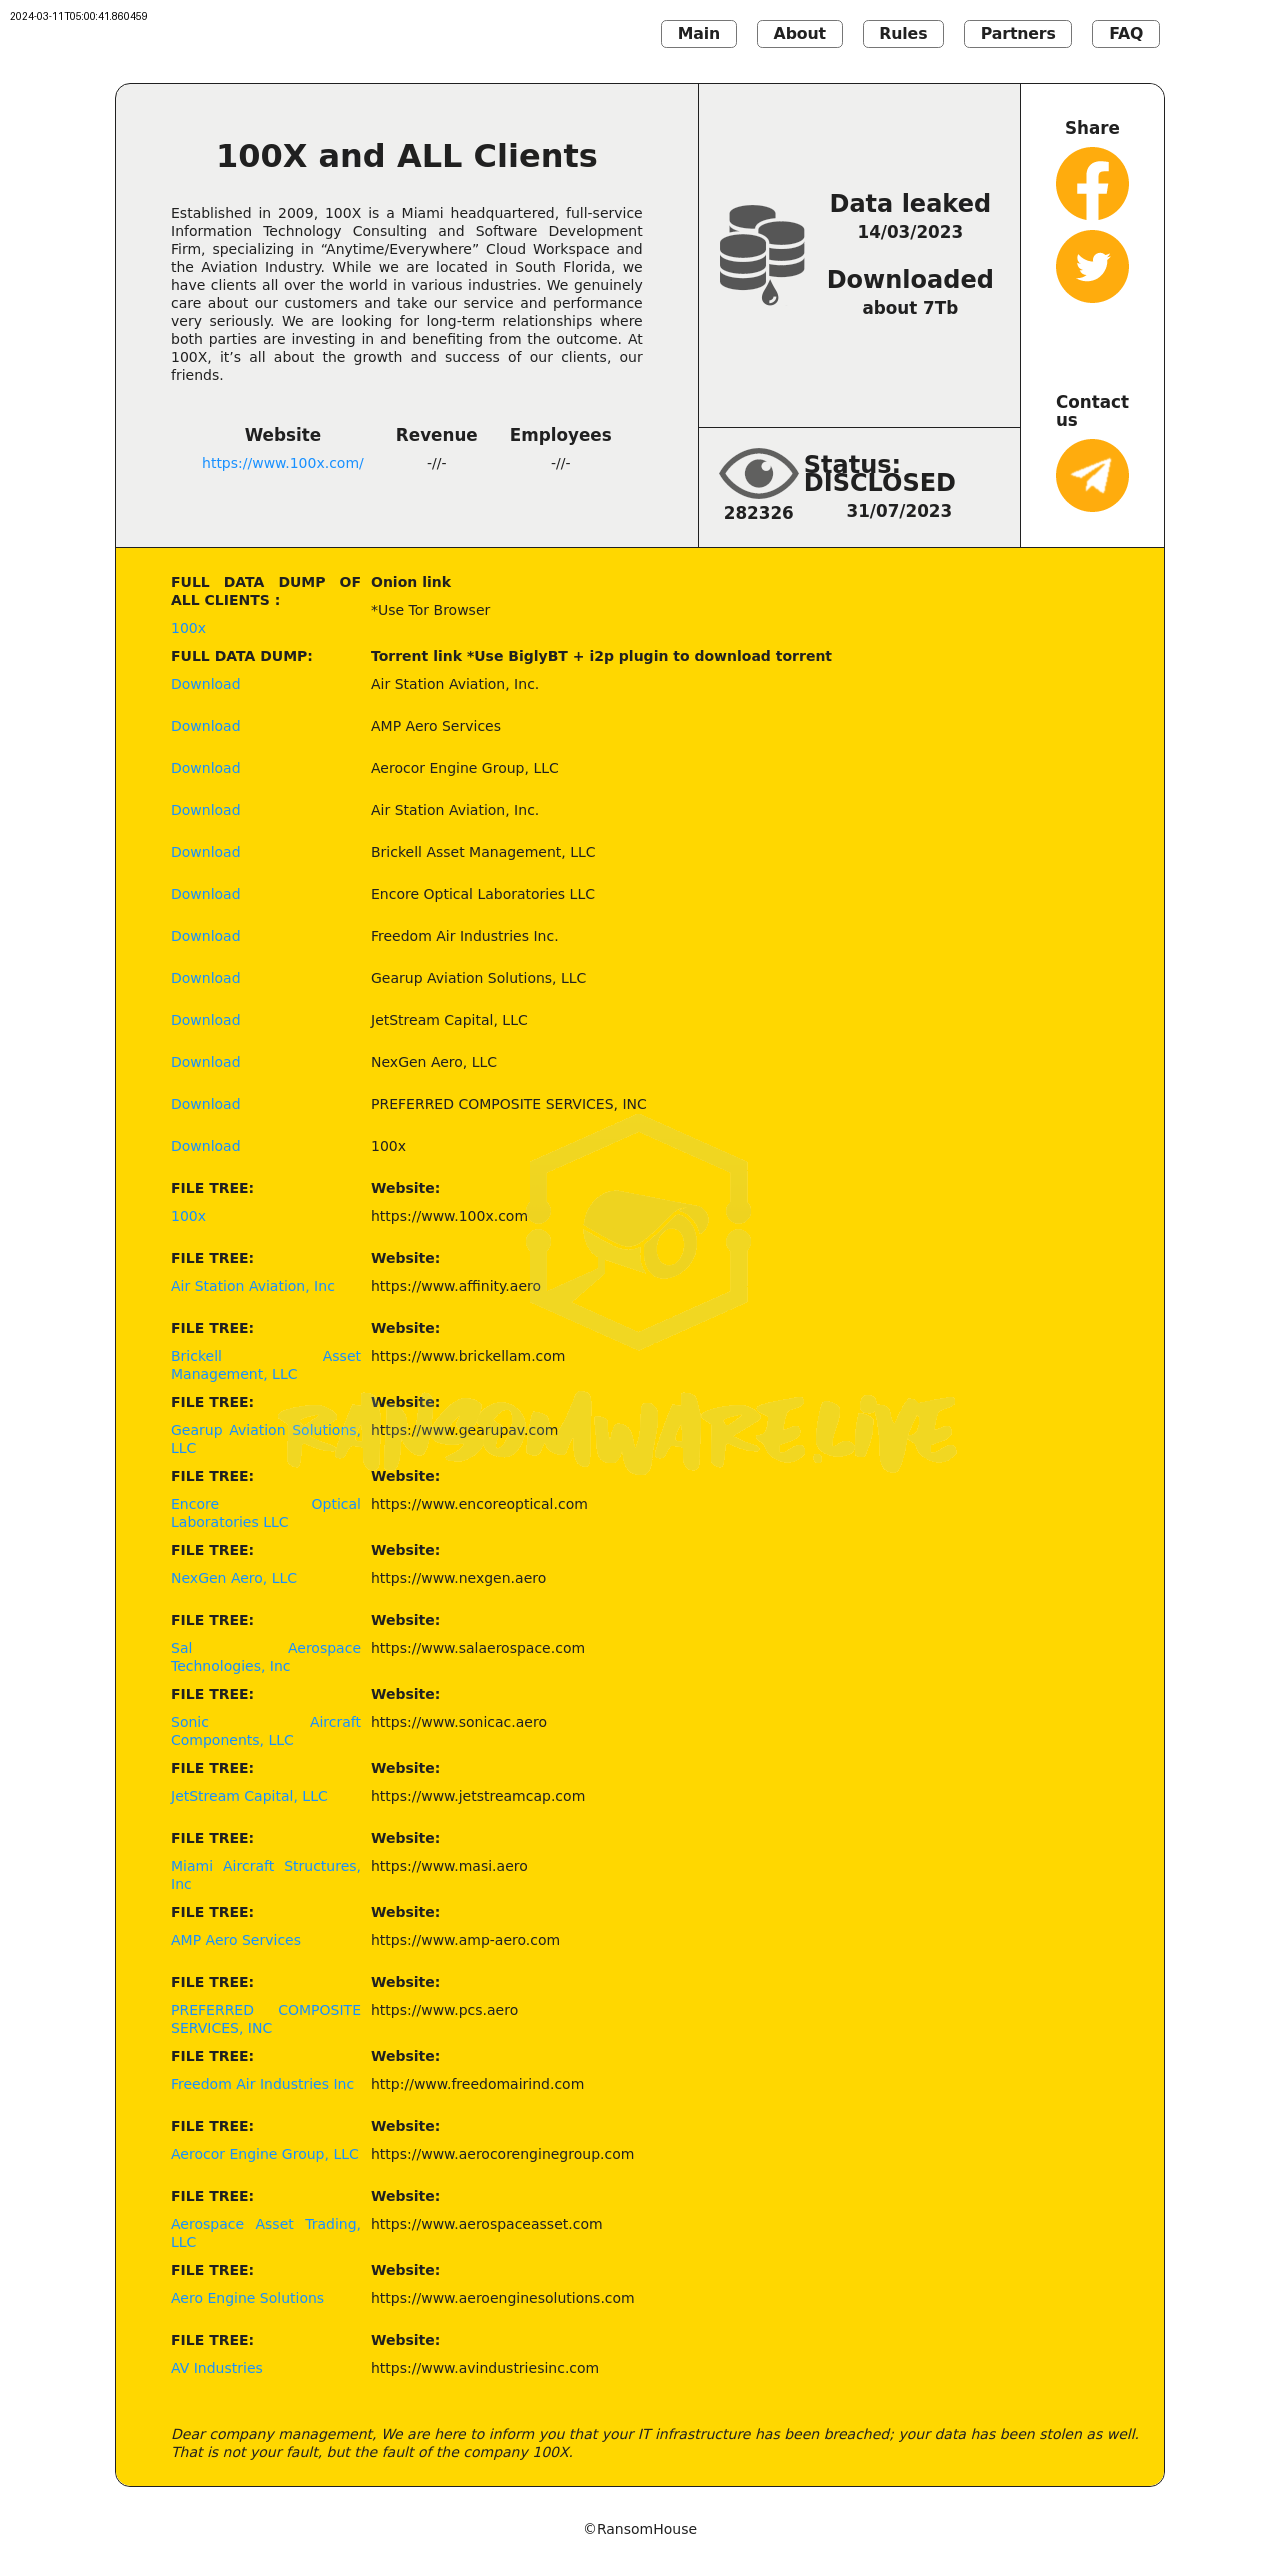 2024-03-11T05:00:41.860459
Main About Rules Partners FAQ
100X and ALL Clients
Established in 2009, 100X is a Miami headquartered, full-service
Information Technology Consulting and Software Development
Firm, specializing in “Anytime/Everywhere” Cloud Workspace and
the Aviation Industry. While we are located in South Florida, we
have clients all over the world in various industries. We genuinely
care about our customers and take our service and performance
very seriously. We are looking for long-term relationships where
both parties are investing in and benefiting from the outcome. At
100X, it’s all about the growth and success of our clients, our
friends.
Website Revenue Employees
https://www.100x.com/ -//- -//-
Data leaked
14/03/2023
Downloaded
about 7Tb
Status:
DISCLOSED
282326 31/07/2023
Share
Contact
us
FULL DATA DUMP OF Onion link
ALL CLIENTS :
*Use Tor Browser
100x
FULL DATA DUMP: Torrent link *Use BiglyBT + i2p plugin to download torrent
Download Air Station Aviation, Inc.
Download AMP Aero Services
Download Aerocor Engine Group, LLC
Download Air Station Aviation, Inc.
Download Brickell Asset Management, LLC
Download Encore Optical Laboratories LLC
Download Freedom Air Industries Inc.
Download Gearup Aviation Solutions, LLC
Download JetStream Capital, LLC
Download NexGen Aero, LLC
Download PREFERRED COMPOSITE SERVICES, INC
Download 100x
FILE TREE: Website:
100x https://www.100x.com
FILE TREE: Website:
Air Station Aviation, Inc https://www.affinity.aero
FILE TREE: Website:
Brickell Asset https://www.brickellam.com
Management, LLC
FILE TREE: Website:
RANSOMWARE.LIVE
Gearup Aviation Solutions, https://www.gearupav.com
LLC
FILE TREE: Website:
Encore Optical https://www.encoreoptical.com
Laboratories LLC
FILE TREE: Website:
NexGen Aero, LLC https://www.nexgen.aero
FILE TREE: Website:
Sal Aerospace https://www.salaerospace.com
Technologies, Inc
FILE TREE: Website:
Sonic Aircraft https://www.sonicac.aero
Components, LLC
FILE TREE: Website:
JetStream Capital, LLC https://www.jetstreamcap.com
FILE TREE: Website:
Miami Aircraft Structures, https://www.masi.aero
Inc
FILE TREE: Website:
AMP Aero Services https://www.amp-aero.com
FILE TREE: Website:
PREFERRED COMPOSITE https://www.pcs.aero
SERVICES, INC
FILE TREE: Website:
Freedom Air Industries Inc http://www.freedomairind.com
FILE TREE: Website:
Aerocor Engine Group, LLC https://www.aerocorenginegroup.com
FILE TREE: Website:
Aerospace Asset Trading, https://www.aerospaceasset.com
LLC
FILE TREE: Website:
Aero Engine Solutions https://www.aeroenginesolutions.com
FILE TREE: Website:
AV Industries https://www.avindustriesinc.com
Dear company management, We are here to inform you that your IT infrastructure has been breached; your data has been stolen as well.
That is not your fault, but the fault of the company 100X.
©RansomHouse